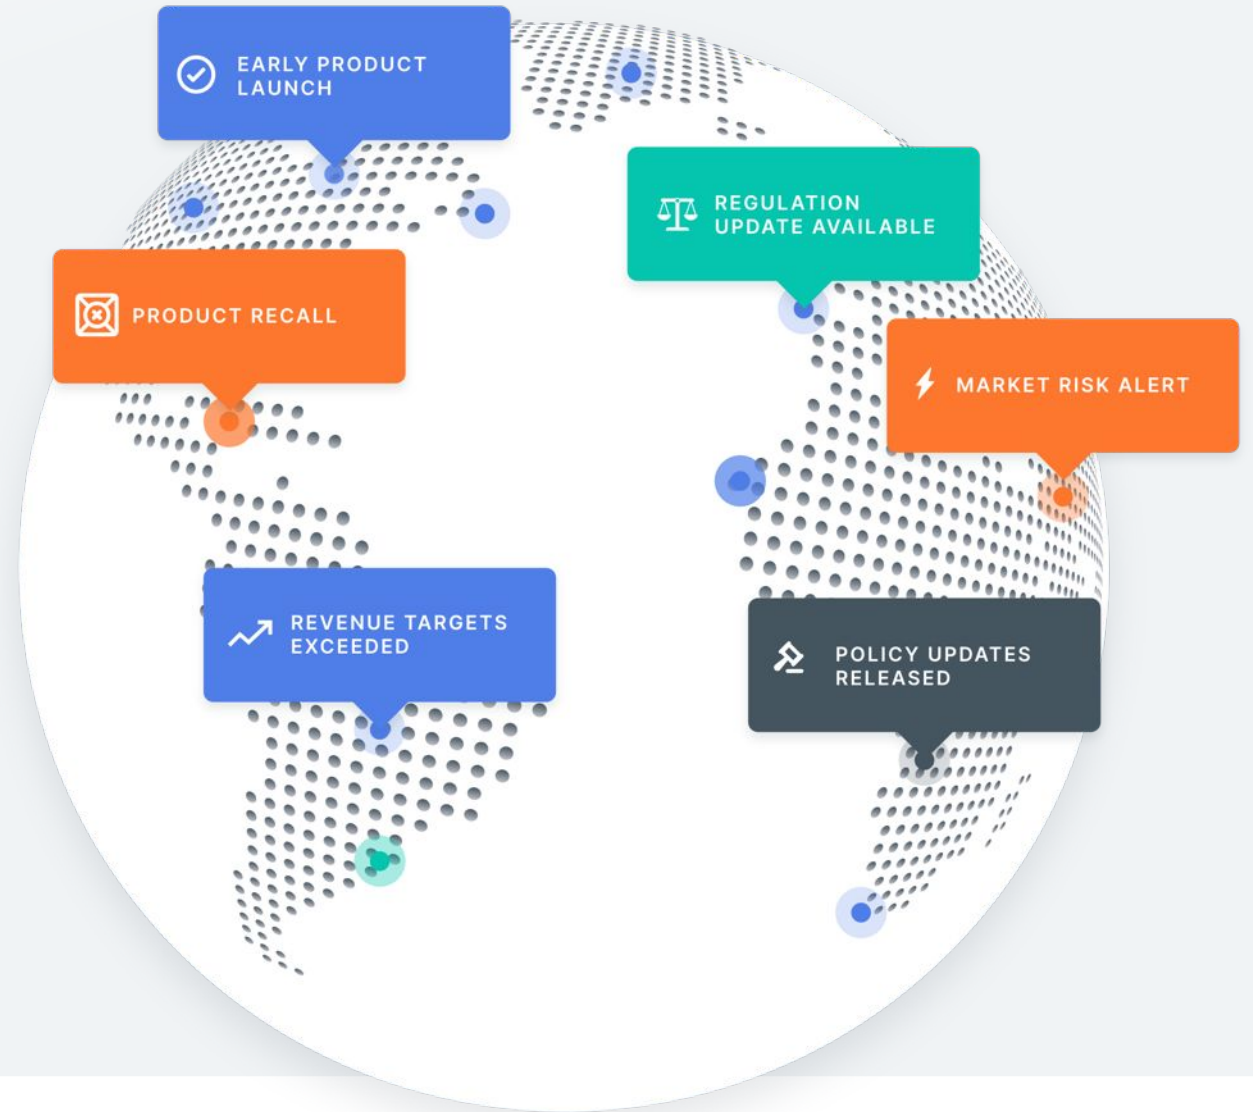 EARLY PRODUCT
LAUNCH
REGULATION
UPDATE AVAILABLE
PRODUCT RECALL
MARKET RISK ALERT
REVENUE TARGETS
EXCEEDED
POLICY UPDATES
RELEASED